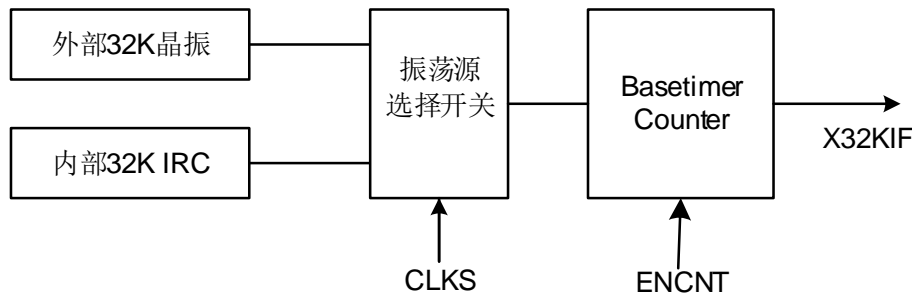 外部32K晶振
内部32K IRC
振荡源
选择开关
Basetimer
Counter
X32KIF
CLKS
ENCNT